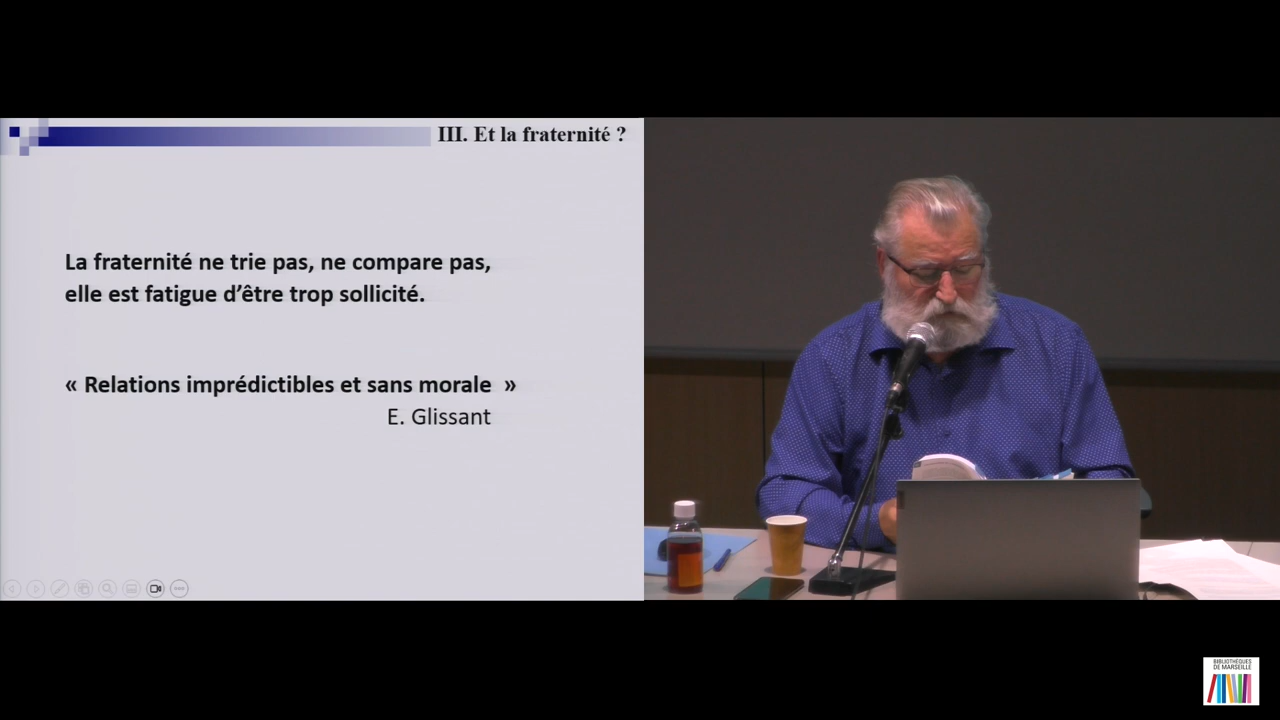 III. Et la fraternité ?
La fraternité ne trie pas, ne compare pas,
elle est fatigue d’être trop sollicité.
« Relations imprédictibles et sans morale  »
E. Glissant
BIBLIOTHÈQUES
DE MARSEILLE